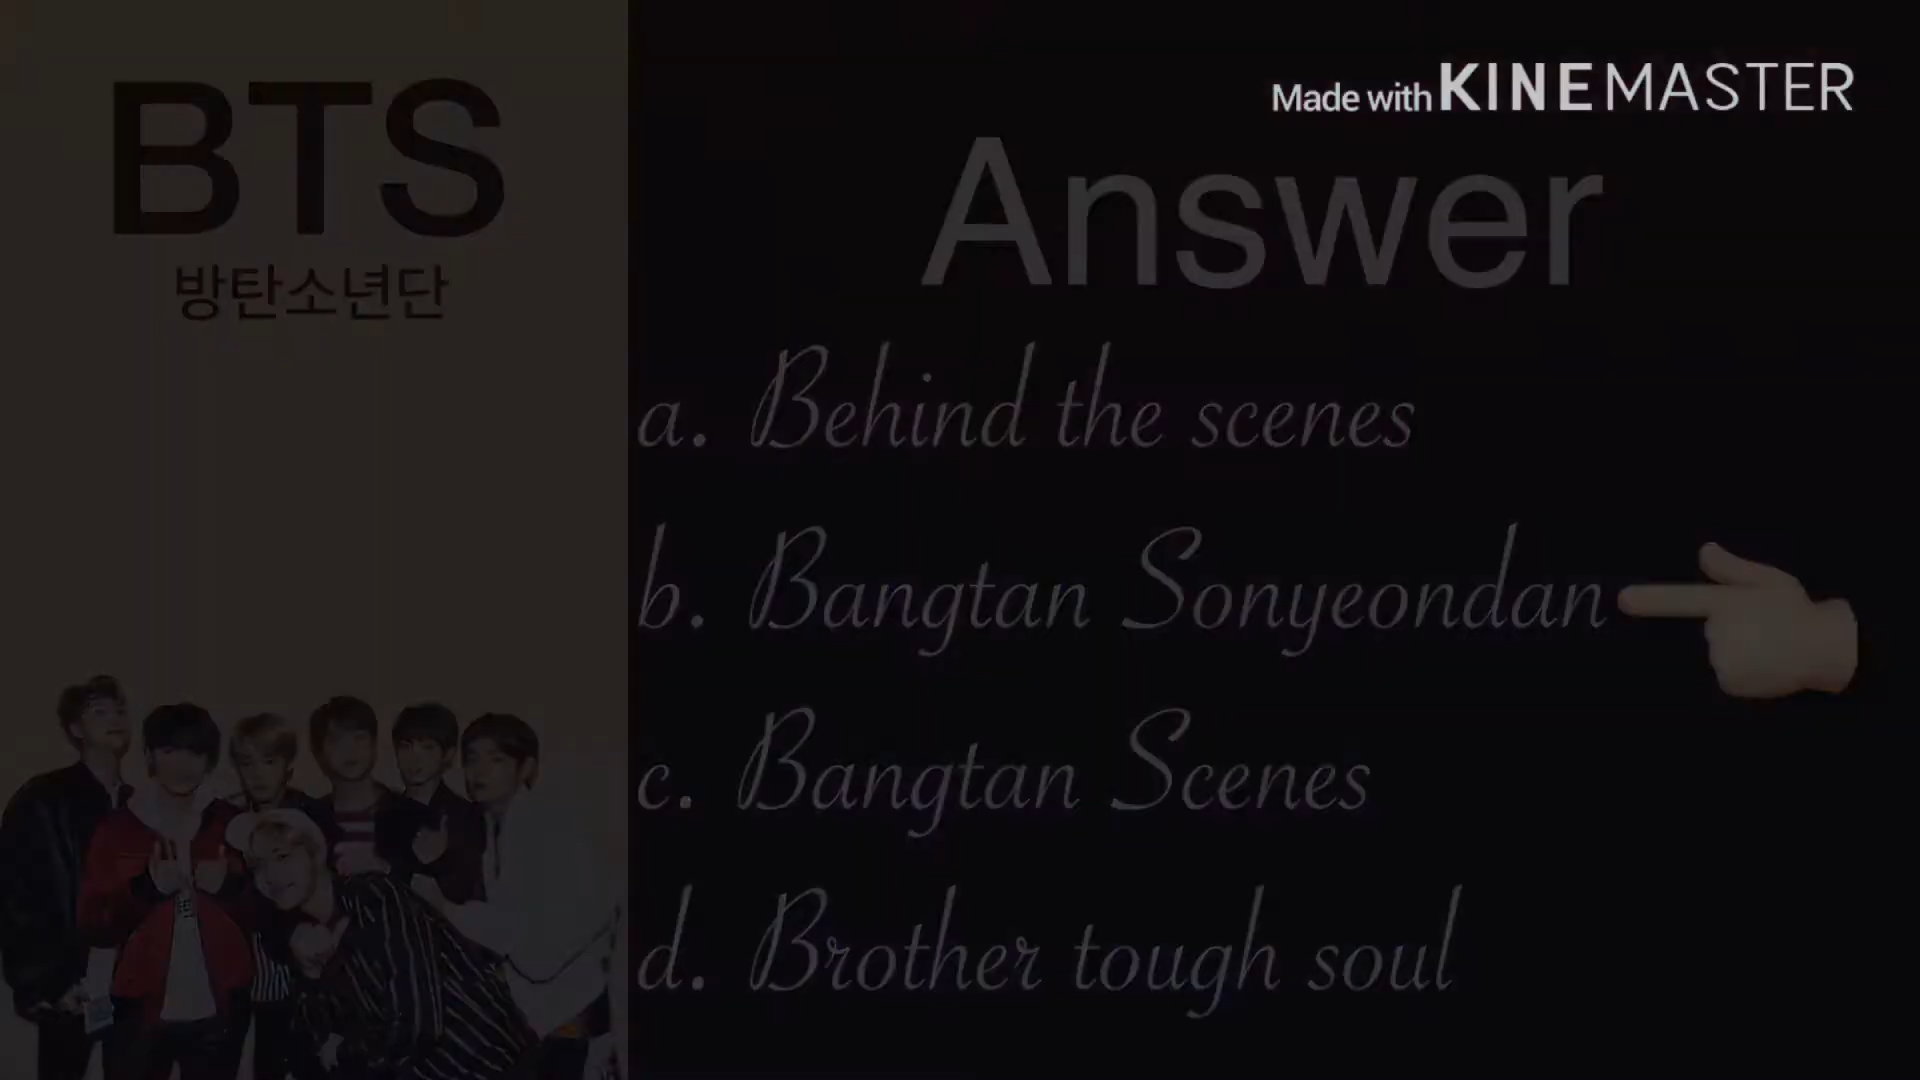 BTS
방탄소년단
Made with KINEMASTER
Answer
a. Behind the scenes
b. Bangtan Sonyeondan
c. Bangtan Scenes
d. Brother tough soul